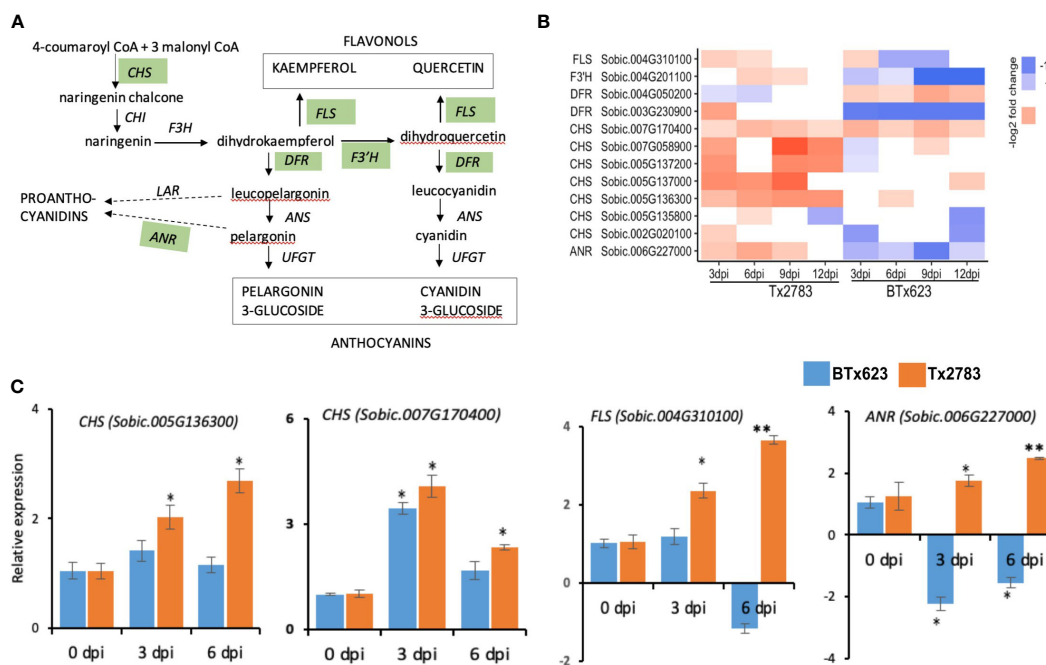 A
4-coumaroyl CoA + 3 malonyl CoA
CHS
naringenin chalcone
CHI
naringenin
F3H
dihydrokaempferol
F3'H
dihydroquercetin
FLAVONOLS
KAEMPFEROL QUERCETIN
FLS FLS
DFR DFR
leucopelargonin leucocyanidin
LAR
PROANTHO-
CYANIDINS
ANR
ANS ANS
pelargonin cyanidin
UFGT UFGT
PELARGONIN CYANIDIN
3-GLUCOSIDE 3-GLUCOSIDE
ANTHOCYANINS
B
FLS Sobic.004G310100
F3'H Sobic.004G201100
DFR Sobic.004G050200
DFR Sobic.003G230900
CHS Sobic.007G170400
CHS Sobic.007G058900
CHS Sobic.005G137200
CHS Sobic.005G137000
CHS Sobic.005G136300
CHS Sobic.005G135800
CHS Sobic.002G020100
ANR Sobic.006G227000
3dpi 6dpi 9dpi 12dpi 3dpi 6dpi 9dpi 12dpi
Tx2783 BTx623
-log2 fold change
C
BTx623 Tx2783
Relative expression
CHS (Sobic.005G136300)
4
2
0
* *
0 dpi 3 dpi 6 dpi
CHS (Sobic.007G170400)
6
3
0
* * *
0 dpi 3 dpi 6 dpi
FLS (Sobic.004G310100)
4
2
0
-2
* **
0 dpi 3 dpi 6 dpi
ANR (Sobic.006G227000)
4
2
0
-2
-4
* **
0 dpi 3 dpi 6 dpi
* *